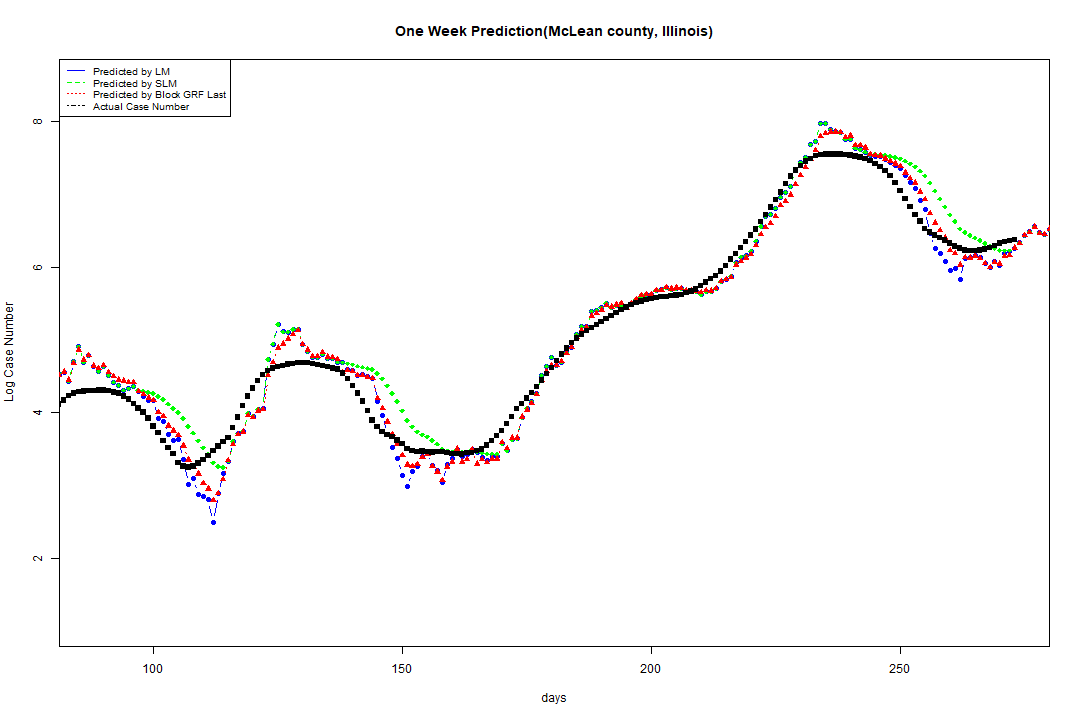 One Week Prediction(McLean county, Illinois)
Predicted by LM
Predicted by SLM
Predicted by Block GRF Last
Actual Case Number
8
6
4
2
Log Case Number
100 150 200 250
days